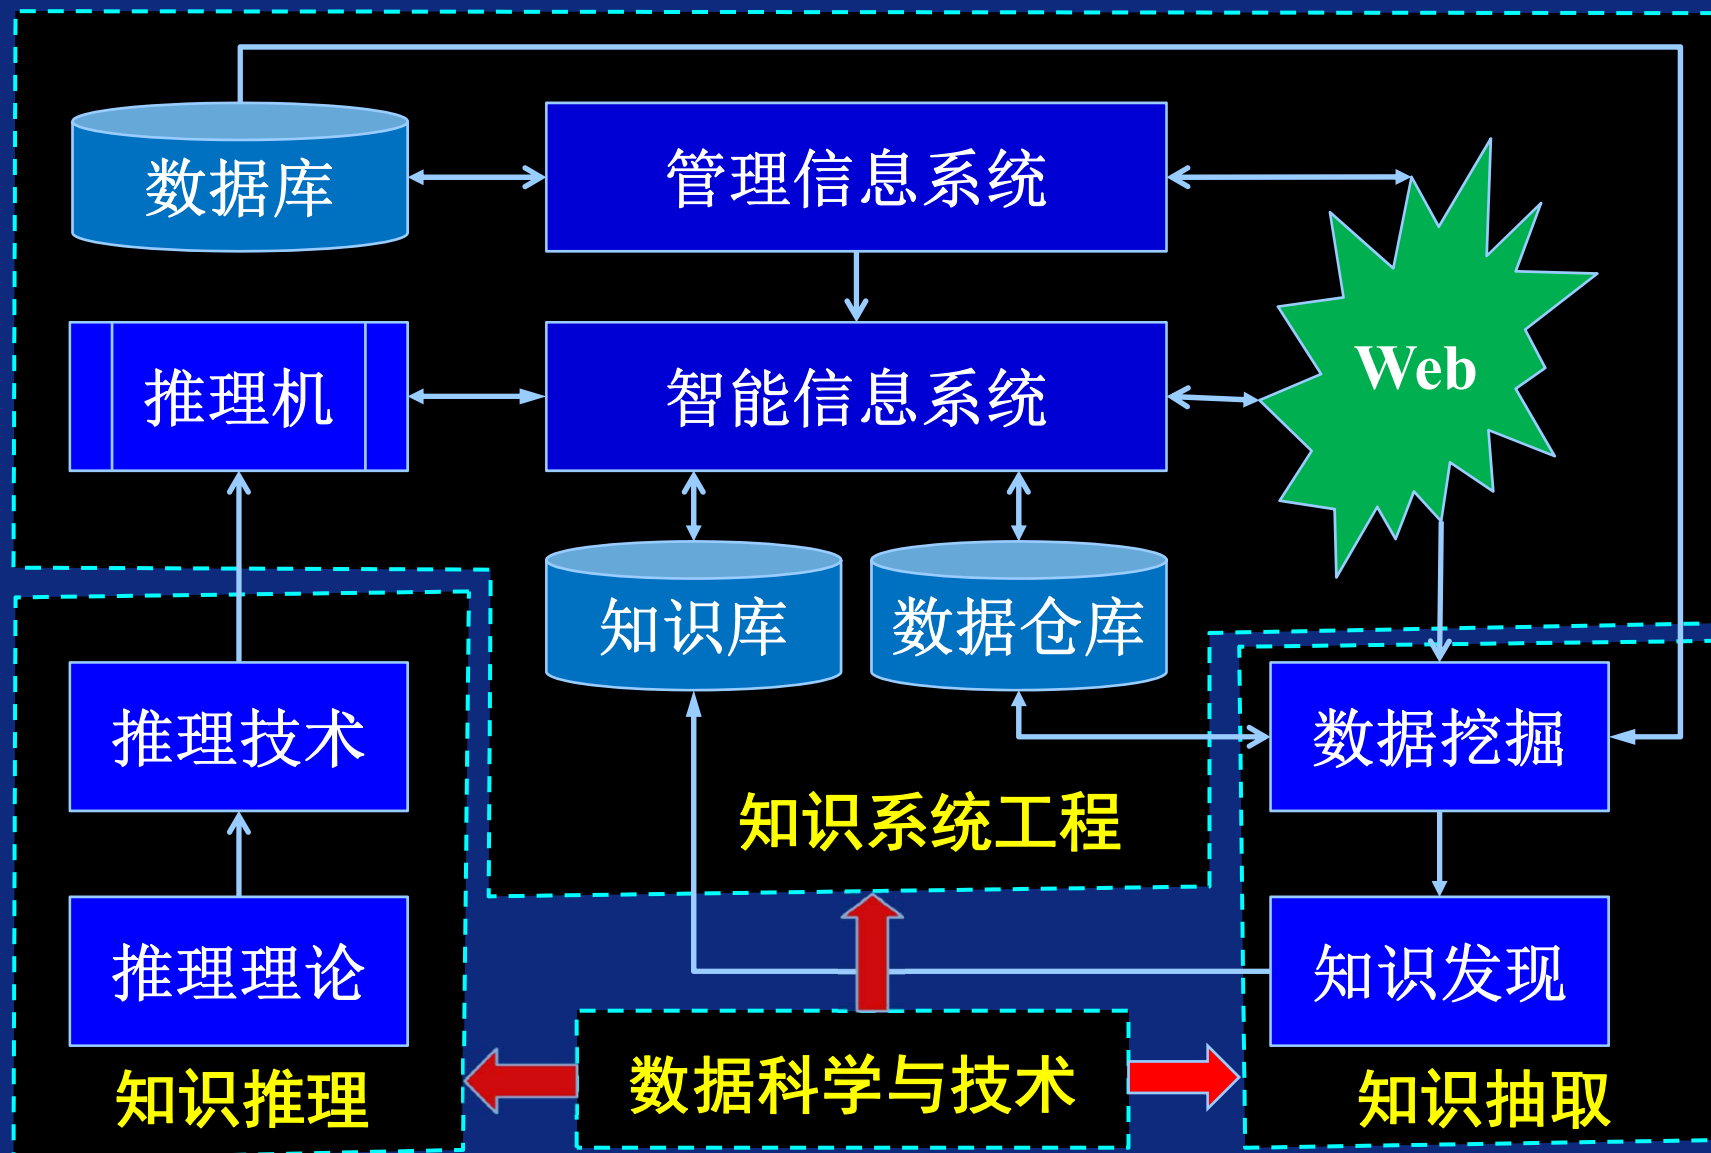 数据库
管理信息系统
推理机
智能信息系统
Web
知识库
数据仓库
推理技术
数据挖掘
知识系统工程
推理理论
知识发现
知识推理
数据科学与技术
知识抽取